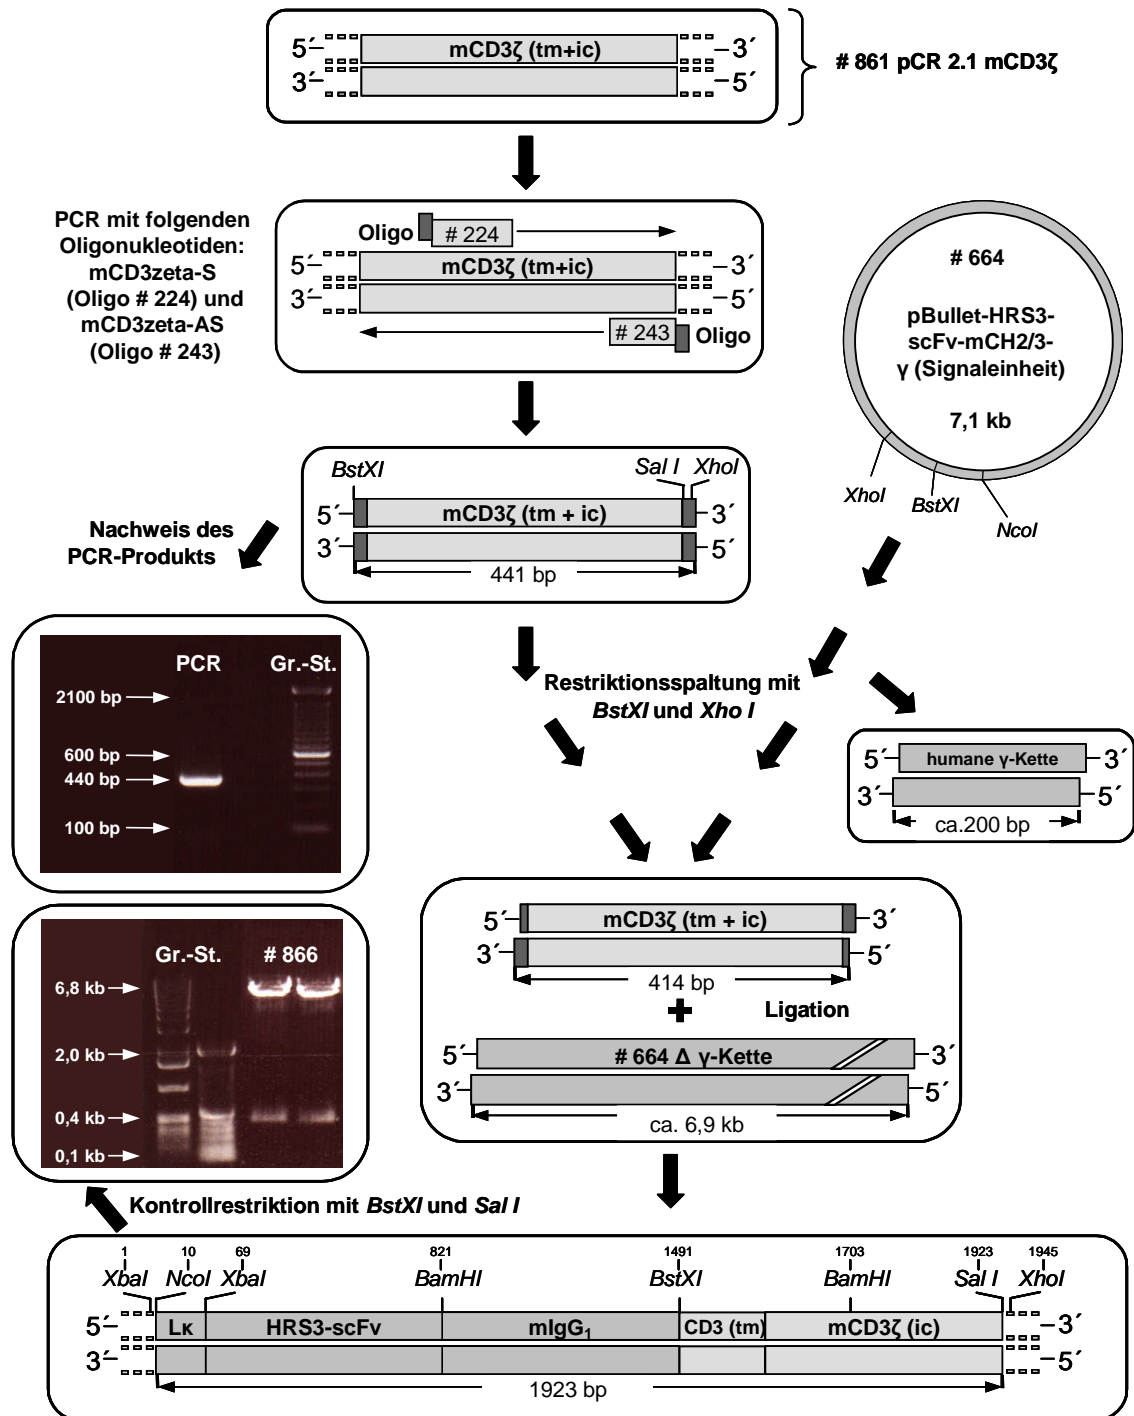 5´ mCD3ζ (tm+ic) 3´
3´ 5´
# 861 pCR 2.1 mCD3ζ
PCR mit folgenden
Oligonukleotiden:
mCD3zeta-S
(Oligo # 224) und
mCD3zeta-AS
(Oligo # 243)
Oligo # 224
5´ mCD3ζ (tm+ic) 3´
3´ 5´
# 243 Oligo
# 664
pBullet-HRS3-
scFv-mCH2/3-
γ (Signaleinheit)
7,1 kb
XhoI BstXI NcoI
BstXI Sal I XhoI
5´ mCD3ζ (tm + ic) 3´
3´ 5´
441 bp
Nachweis des
PCR-Produkts
PCR Gr.-St.
2100 bp
600 bp
440 bp
100 bp
Restriktionsspaltung mit
BstXI und Xho I
5´ humane γ-Kette 3´
3´ 5´
ca.200 bp
5´ mCD3ζ (tm + ic) 3´
3´ 5´
414 bp
+ Ligation
5´ # 664 Δ γ-Kette 3´
3´ 5´
ca. 6,9 kb
Gr.-St. # 866
6,8 kb
2,0 kb
0,4 kb
0,1 kb
Kontrollrestriktion mit BstXI und Sal I
1 10 69 821 1491 1703 1923 1945
XbaI NcoI XbaI BamHI BstXI BamHI Sal I XhoI
5´ Lκ HRS3-scFv mIgG₁ CD3 (tm) mCD3ζ (ic) 3´
3´ 5´
1923 bp